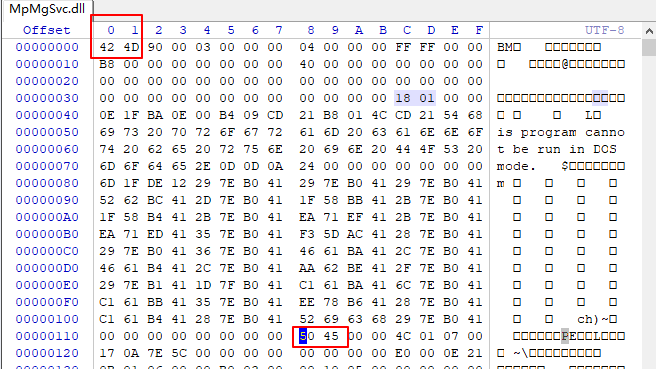 MpMgSvc.dll
Offset 0 1 2 3 4 5 6 7 8 9 A B C D E F UTF-8
00000000 42 4D 90 00 03 00 00 00 04 00 00 00 FF FF 00 00 BM
00000010 B8 00 00 00 00 00 00 00 40 00 00 00 00 00 00 00 @
00000020 00 00 00 00 00 00 00 00 00 00 00 00 00 00 00 00
00000030 00 00 00 00 00 00 00 00 00 00 00 00 18 01 00 00
00000040 0E 1F BA 0E 00 B4 09 CD 21 B8 01 4C CD 21 54 68 L
00000050 69 73 20 70 72 6F 67 72 61 6D 20 63 61 6E 6E 6F is program canno
00000060 74 20 62 65 20 72 75 6E 20 69 6E 20 44 4F 53 20 t be run in DOS
00000070 6D 6F 64 65 2E 0D 0D 0A 24 00 00 00 00 00 00 00 mode. $
00000080 6D 1F DE 12 29 7E B0 41 29 7E B0 41 29 7E B0 41 m
00000090 52 62 BC 41 2D 7E B0 41 1F 58 BB 41 2B 7E B0 41
000000A0 1F 58 B4 41 2B 7E B0 41 EA 71 EF 41 2B 7E B0 41
000000B0 EA 71 ED 41 35 7E B0 41 F3 5D AC 41 28 7E B0 41
000000C0 29 7E B0 41 36 7E B0 41 46 61 BA 41 2C 7E B0 41
000000D0 46 61 B4 41 2C 7E B0 41 AA 62 BE 41 2F 7E B0 41
000000E0 29 7E B1 41 1D 7F B0 41 C1 61 BA 41 6C 7E B0 41
000000F0 C1 61 BB 41 35 7E B0 41 EE 78 B6 41 28 7E B0 41
00000100 C1 61 B4 41 28 7E B0 41 52 69 63 68 29 7E B0 41 ch)~
00000110 00 00 00 00 00 00 00 00 50 45 00 00 4C 01 07 00 PE L
00000120 17 0A 7E 5C 00 00 00 00 00 00 00 00 E0 00 0E 21 ~\